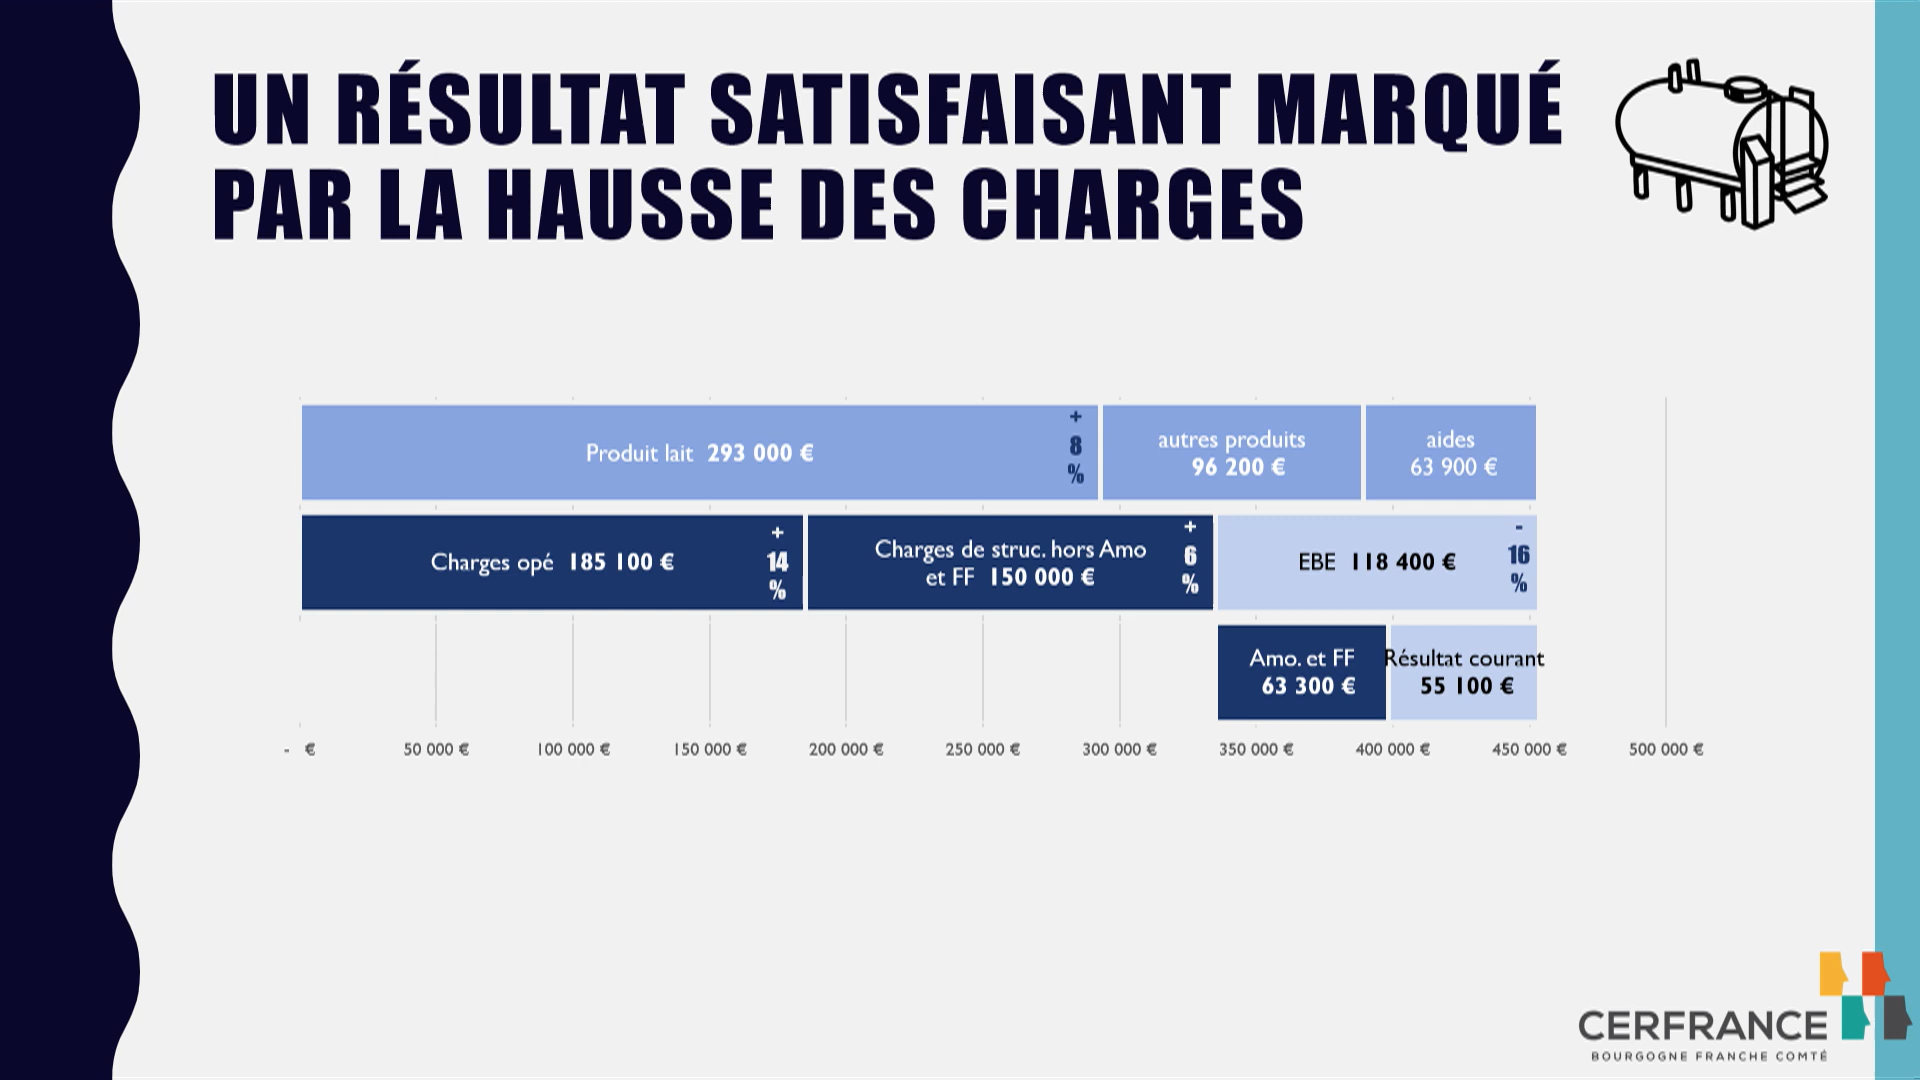 UN RÉSULTAT SATISFAISANT MARQUÉ
PAR LA HAUSSE DES CHARGES
Produit lait 293 000 €
+
8
%
autres produits
96 200 €
aides
63 900 €
Charges opé 185 100 €
+
14
%
Charges de struc. hors Amo
et FF 150 000 €
+
6
%
EBE 118 400 €
-
16
%
Amo. et FF
63 300 €
Résultat courant
55 100 €
- € 50 000 € 100 000 € 150 000 € 200 000 € 250 000 € 300 000 € 350 000 € 400 000 € 450 000 € 500 000 €
CERFRANCE
BOURGOGNE FRANCHE COMTÉ